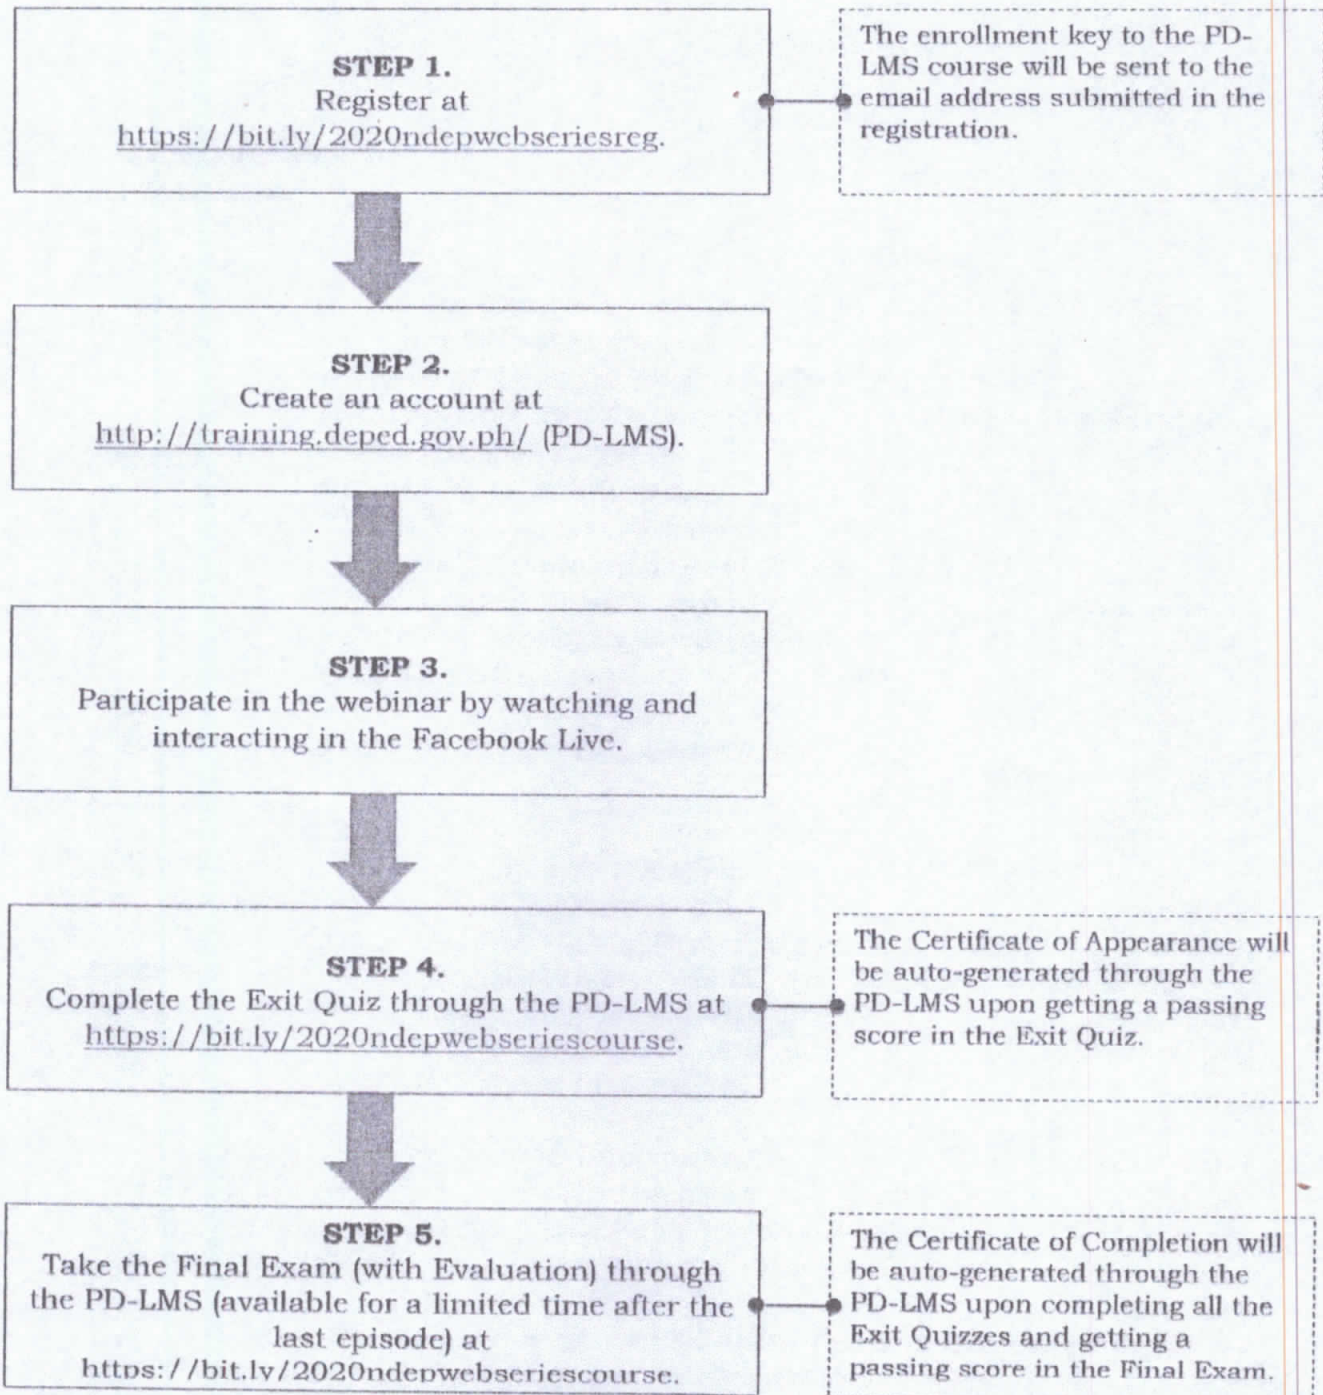 STEP 1.
Register at
https://bit.ly/2020ndepwebseriesreg.
The enrollment key to the PD-
LMS course will be sent to the
email address submitted in the
registration.
STEP 2.
Create an account at
http://training.deped.gov.ph/ (PD-LMS).
STEP 3.
Participate in the webinar by watching and
interacting in the Facebook Live.
STEP 4.
Complete the Exit Quiz through the PD-LMS at
https://bit.ly/2020ndepwebseriescourse.
The Certificate of Appearance will
be auto-generated through the
PD-LMS upon getting a passing
score in the Exit Quiz.
STEP 5.
Take the Final Exam (with Evaluation) through
the PD-LMS (available for a limited time after the
last episode) at
https://bit.ly/2020ndepwebseriescourse.
The Certificate of Completion will
be auto-generated through the
PD-LMS upon completing all the
Exit Quizzes and getting a
passing score in the Final Exam.